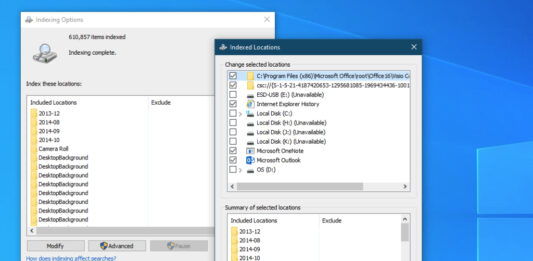 Indexing Options
610,857 items indexed
Indexing complete.
Index these locations:
Included Locations
Exclude
2013-12
2014-08
2014-09
2014-10
Camera Roll
DesktopBackground
DesktopBackground
DesktopBackground
DesktopBackground
DesktopBackground
DesktopBackground
DesktopBackground
Modify
Advanced
Pause
How does indexing affect searches?
Indexed Locations
Change selected locations
C:\Program Files (x86)\Microsoft Office\root\Office16\Visio C
csc://{S-1-5-21-4187420653-1295681085-1969434436-1001
ESD-USB (E:) (Unavailable)
Internet Explorer History
Local Disk (C:)
Local Disk (H:) (Unavailable)
Local Disk (J:) (Unavailable)
Local Disk (K:) (Unavailable)
Microsoft OneNote
Microsoft Outlook
OS (D:)
Summary of selected locations
Included Locations
Exclude
2013-12
2014-08
2014-09
2014-10